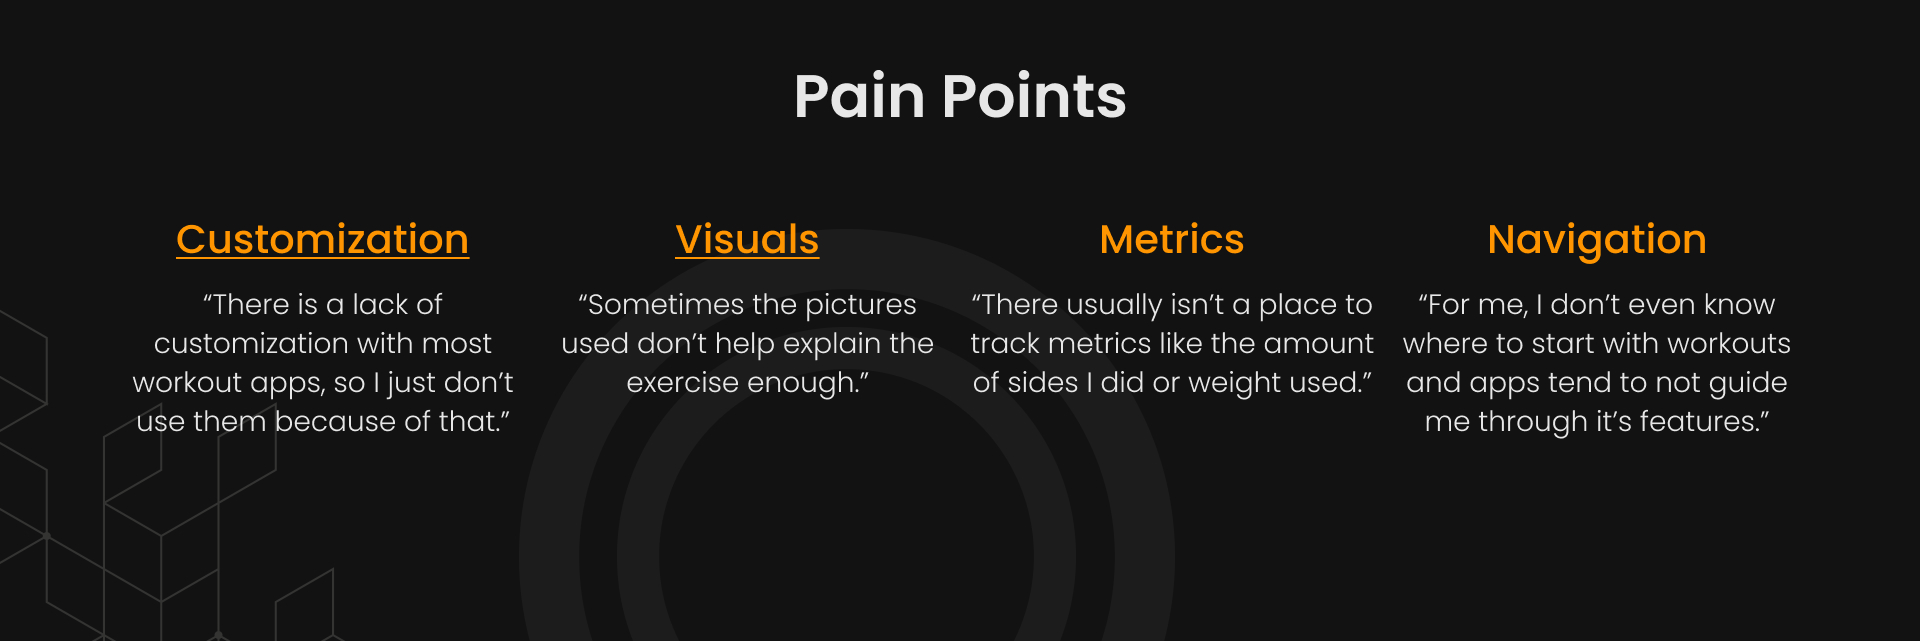 Pain Points
Customization
“There is a lack of
customization with most
workout apps, so I just don’t
use them because of that.”
Visuals
“Sometimes the pictures
used don’t help explain the
exercise enough.”
Metrics
“There usually isn’t a place to
track metrics like the amount
of sides I did or weight used.”
Navigation
“For me, I don’t even know
where to start with workouts
and apps tend to not guide
me through it’s features.”